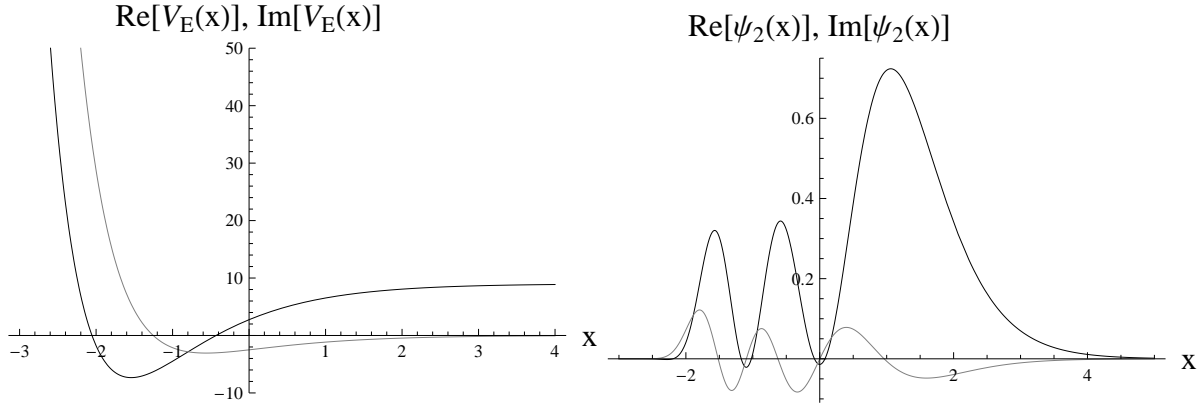 Re[V_E(x)], Im[V_E(x)]
50
40
30
20
10
-10
-3 -2 -1 1 2 3 4 x
Re[ψ_2(x)], Im[ψ_2(x)]
0.6
0.4
0.2
-2 2 4 x